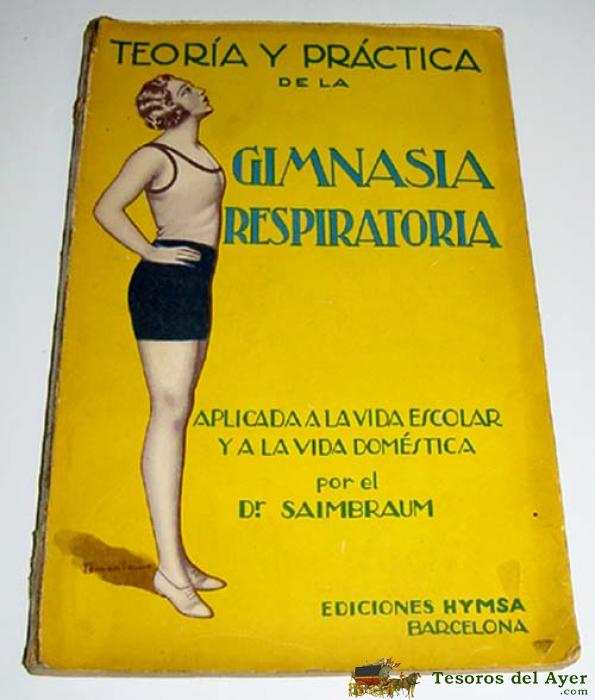 TEORÍA Y PRÁCTICA
DE LA
GIMNASIA
RESPIRATORIA
APLICADA A LA VIDA ESCOLAR
Y A LA VIDA DOMÉSTICA
por el
Dr SAIMBRAUM
EDICIONES HYMSA
BARCELONA
Tesoros del Ayer
.com